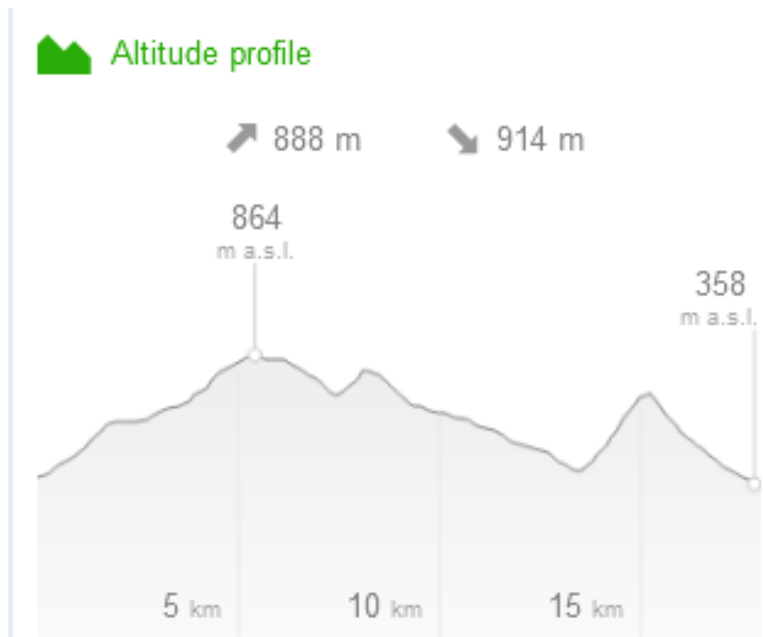 Altitude profile
888 m 914 m
864
m a.s.l.
358
m a.s.l.
5 km 10 km 15 km